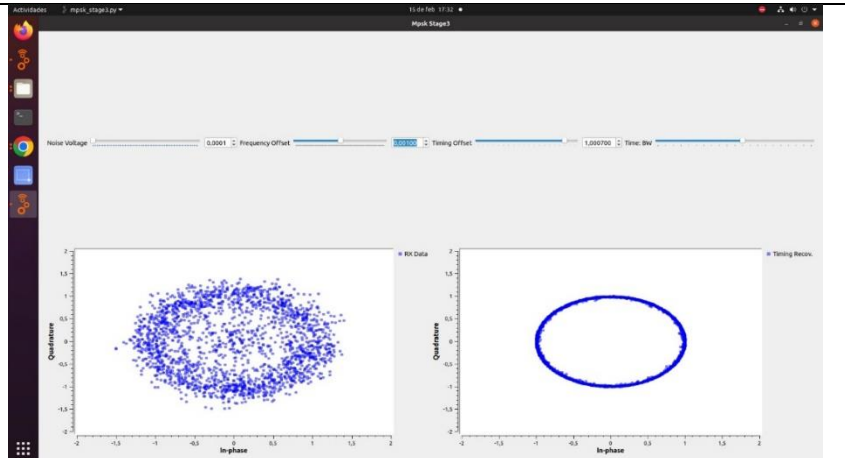 Actividades mpsk_stage3.py 15 de feb 17:32
Mpsk Stage3
Noise Voltage 0,0001 Frequency Offset 0,00100 Timing Offset 1,000700 Time: BW
2 RX Data
1,5
1
0,5
0
-0,5
-1
-1,5
-2
Quadrature
-2 -1,5 -1 -0,5 0 0,5 1 1,5 2
In-phase
2 Timing Recov.
1,5
1
0,5
0
-0,5
-1
-1,5
-2
Quadrature
-2 -1,5 -1 -0,5 0 0,5 1 1,5 2
In-phase